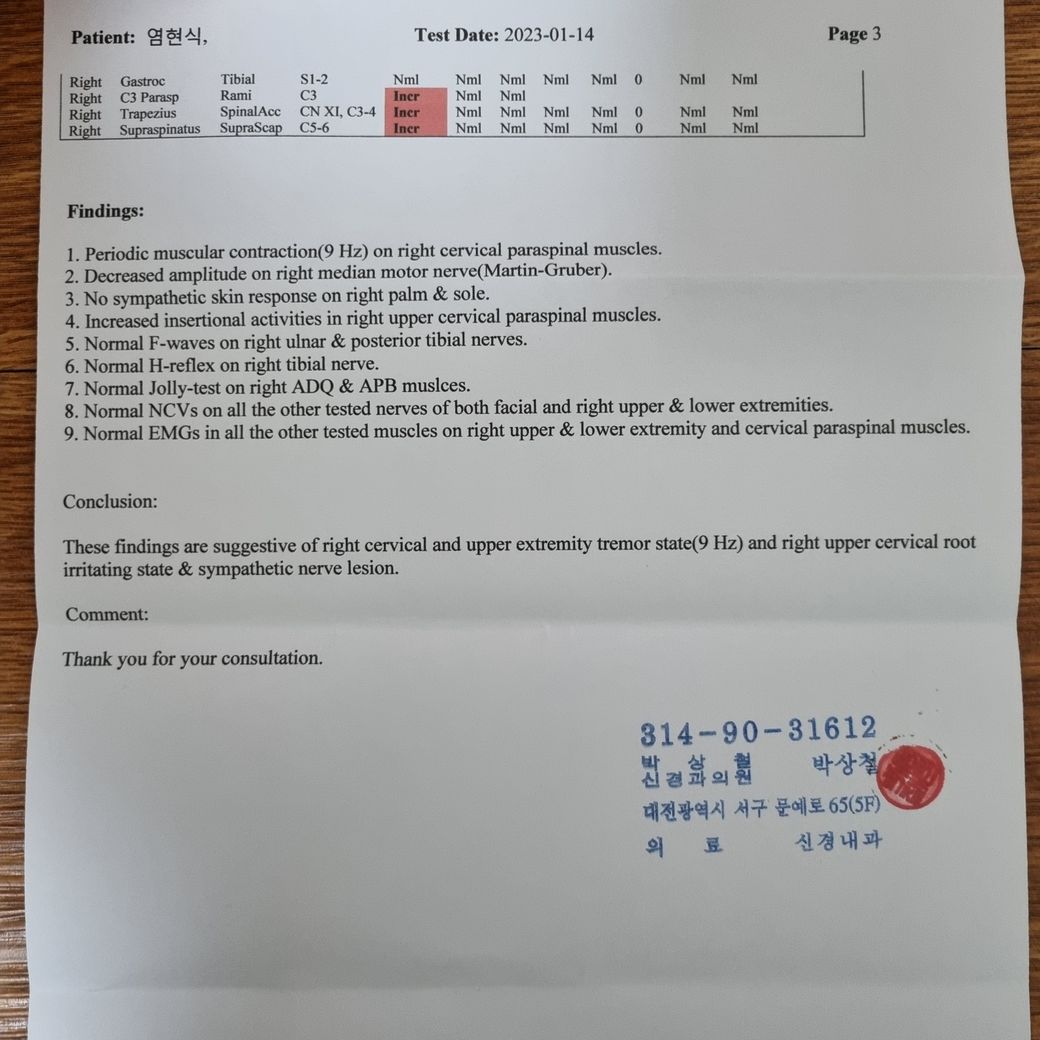 Patient: 염현식, Test Date: 2023-01-14 Page 3
Right Gastroc Tibial S1-2 Nml Nml Nml Nml Nml 0 Nml Nml
Right C3 Parasp Rami C3 Incr Nml Nml
Right Trapezius SpinalAcc CN XI, C3-4 Incr Nml Nml Nml Nml 0 Nml Nml
Right Supraspinatus SupraScap C5-6 Incr Nml Nml Nml Nml 0 Nml Nml
Findings:
1. Periodic muscular contraction(9 Hz) on right cervical paraspinal muscles.
2. Decreased amplitude on right median motor nerve(Martin-Gruber).
3. No sympathetic skin response on right palm & sole.
4. Increased insertional activities in right upper cervical paraspinal muscles.
5. Normal F-waves on right ulnar & posterior tibial nerves.
6. Normal H-reflex on right tibial nerve.
7. Normal Jolly-test on right ADQ & APB muslces.
8. Normal NCVs on all the other tested nerves of both facial and right upper & lower extremities.
9. Normal EMGs in all the other tested muscles on right upper & lower extremity and cervical paraspinal muscles.
Conclusion:
These findings are suggestive of right cervical and upper extremity tremor state(9 Hz) and right upper cervical root
irritating state & sympathetic nerve lesion.
Comment:
Thank you for your consultation.
314-90-31612
박 상 철 박상철
신경과의원
대전광역시 서구 문예로 65(5F)
의 료 신경내과